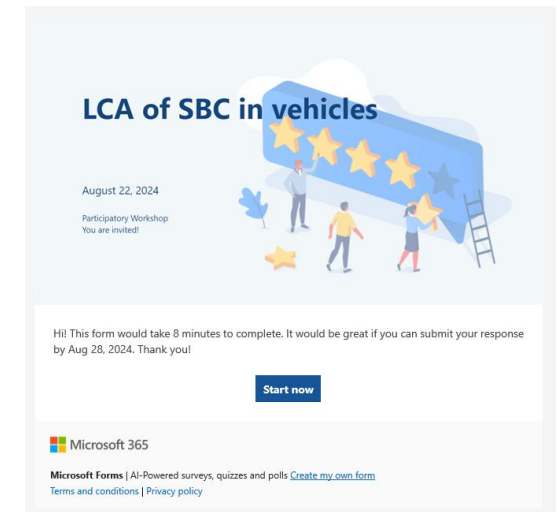 LCA of SBC in vehicles
August 22, 2024
Participatory Workshop
You are invited!
Hi! This form would take 8 minutes to complete. It would be great if you can submit your response
by Aug 28, 2024. Thank you!
Start now
Microsoft 365
Microsoft Forms | AI-Powered surveys, quizzes and polls Create my own form
Terms and conditions | Privacy policy